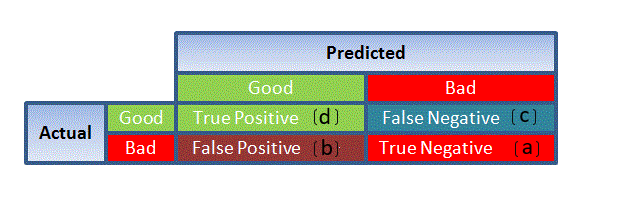 Predicted
Good Bad
Actual Good True Positive (d) False Negative (c)
Bad False Positive (b) True Negative (a)